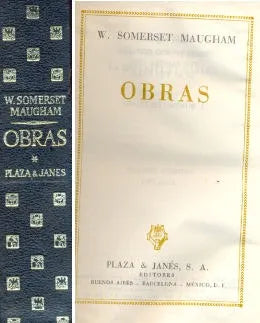 W. SOMERSET
MAUGHAM
OBRAS
*
PLAZA & JANES
W. SOMERSET MAUGHAM
OBRAS
PLAZA & JANÉS, S. A.
EDITORES
BUENOS AIRES - BARCELONA - MÉXICO, D. F.